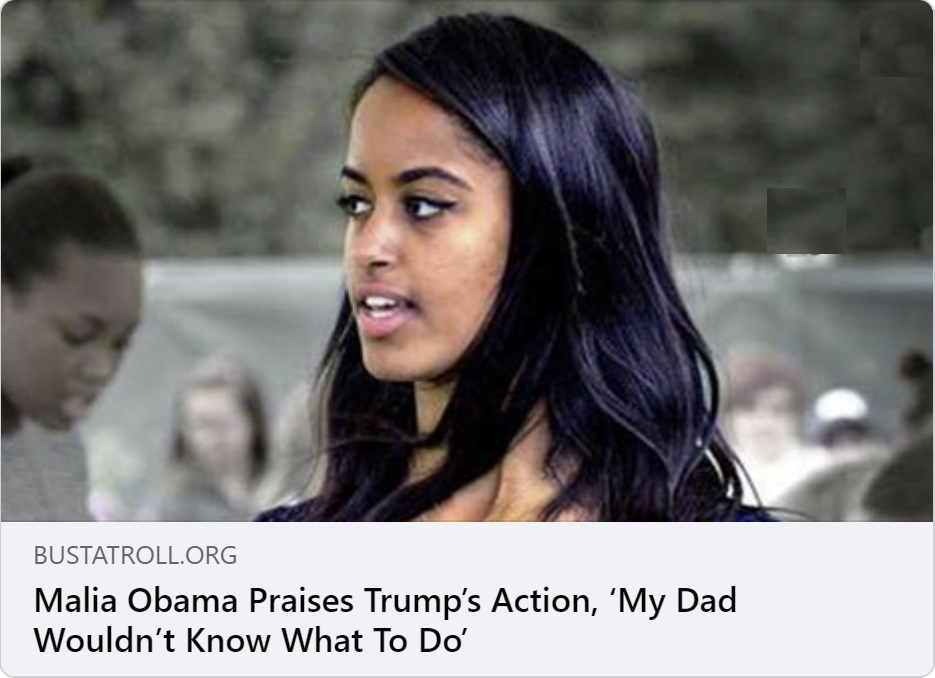 BUSTATROLL.ORG
Malia Obama Praises Trump’s Action, ‘My Dad
Wouldn’t Know What To Do’